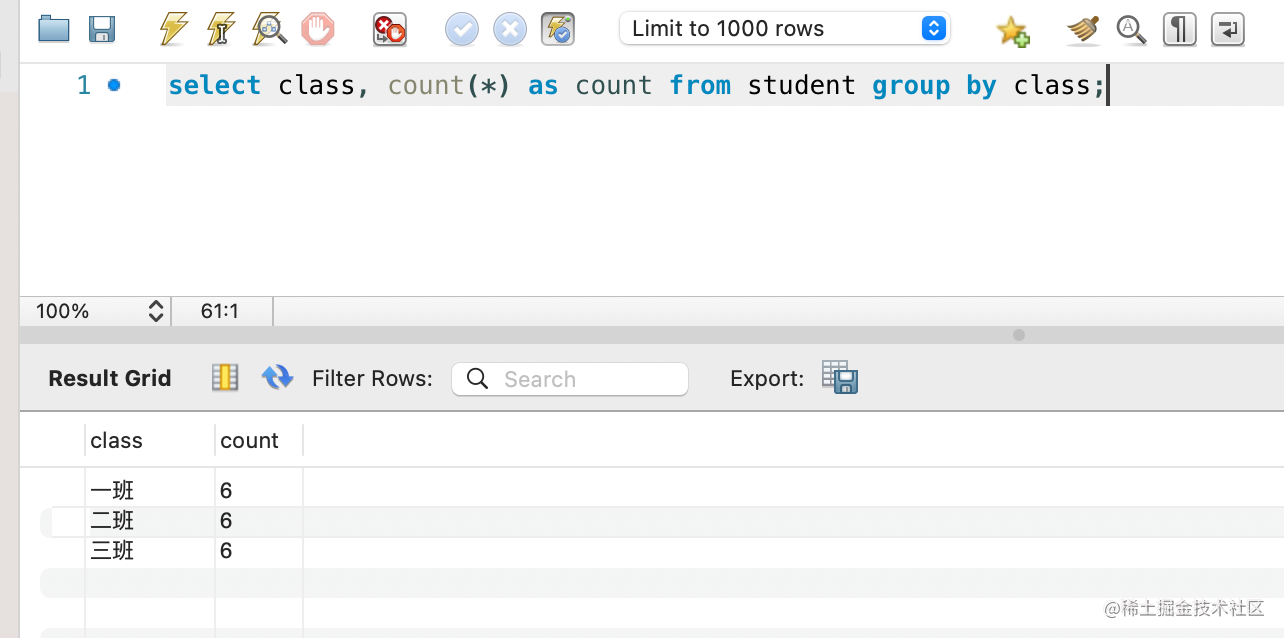 Limit to 1000 rows
1 select class, count(*) as count from student group by class;
100% 61:1
Result Grid Filter Rows: Search Export:
class count
一班 6
二班 6
三班 6
@稀土掘金技术社区